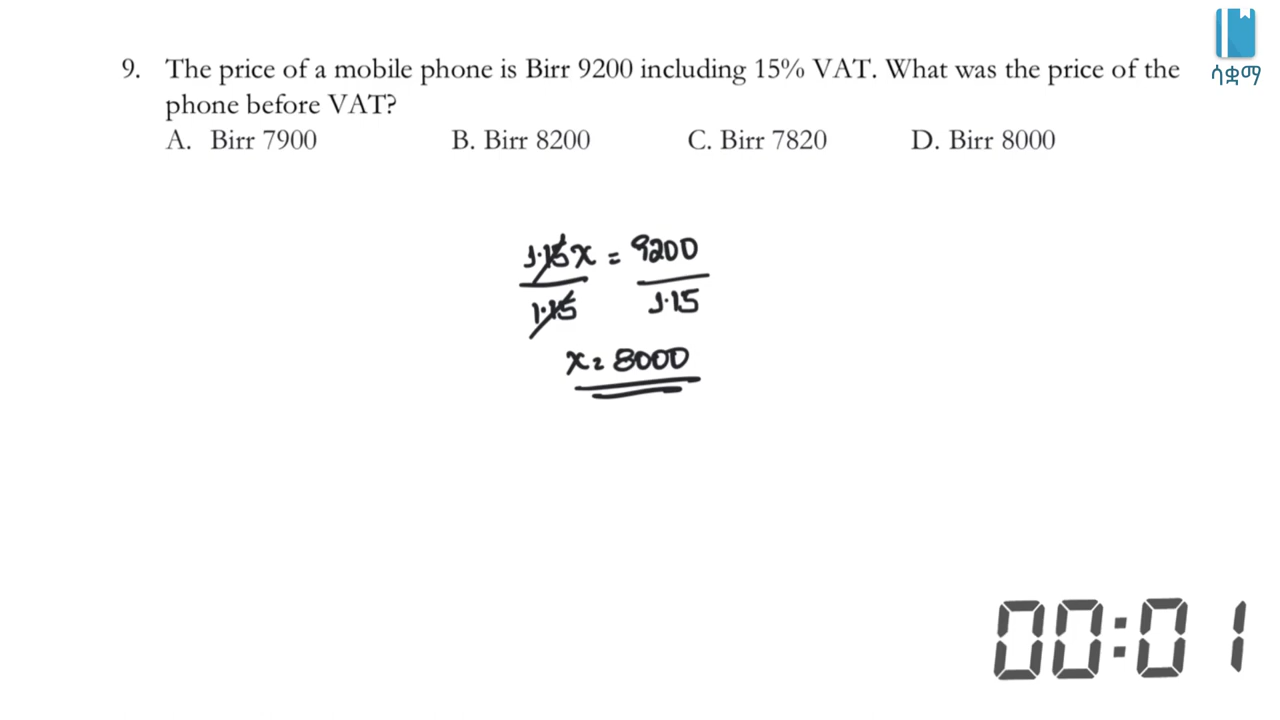 ሳቋማ
9. The price of a mobile phone is Birr 9200 including 15% VAT. What was the price of the
phone before VAT?
A. Birr 7900 B. Birr 8200 C. Birr 7820 D. Birr 8000
1.15x = 9200
1.15 1.15
x = 8000
00:01